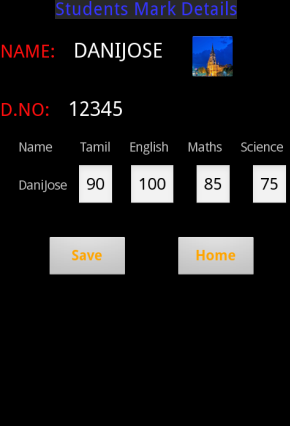 Students Mark Details
NAME: DANIJOSE
D.NO: 12345
Name Tamil English Maths Science
DaniJose 90 100 85 75
Save Home